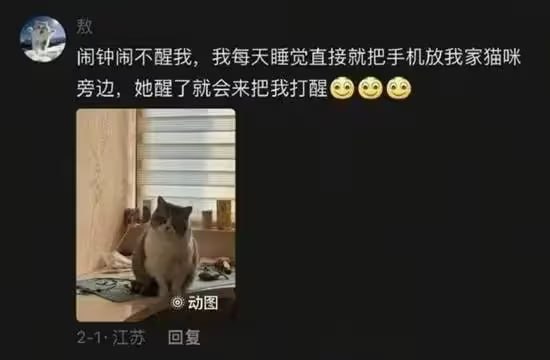 敖
闹钟闹不醒我，我每天睡觉直接就把手机放我家猫咪
旁边，她醒了就会来把我打醒
动图
2-1·江苏 回复